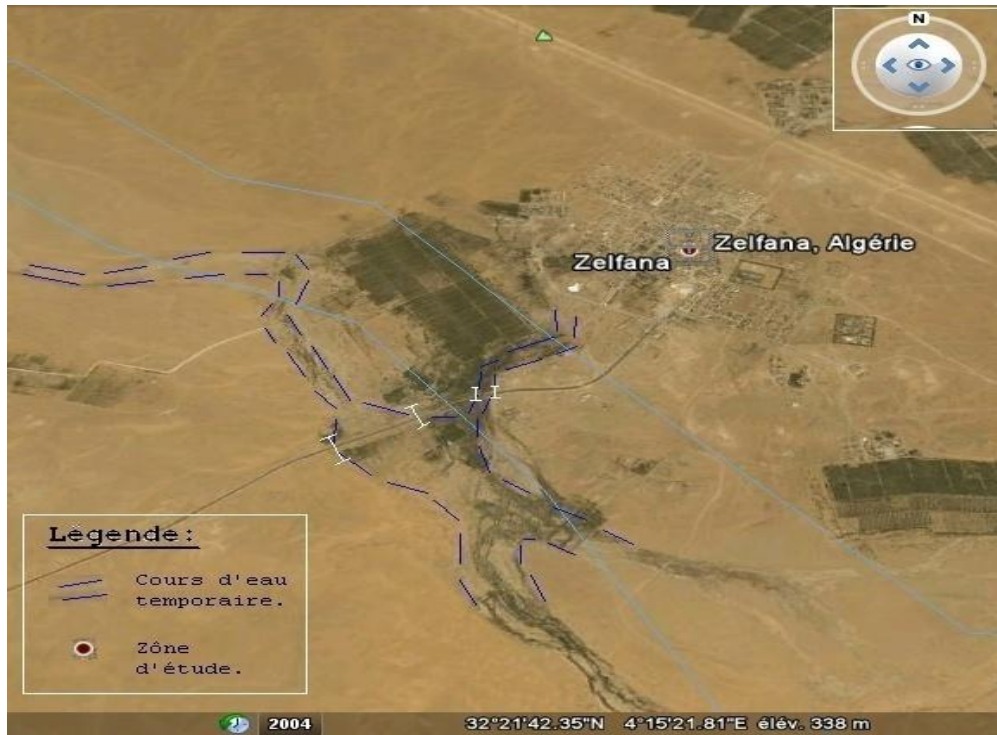 N
Zelfana, Algérie
Zelfana
Légende:
Cours d'eau
temporaire.
Zône
d'étude.
2004
32°21'42.35"N 4°15'21.81"E élév. 338 m